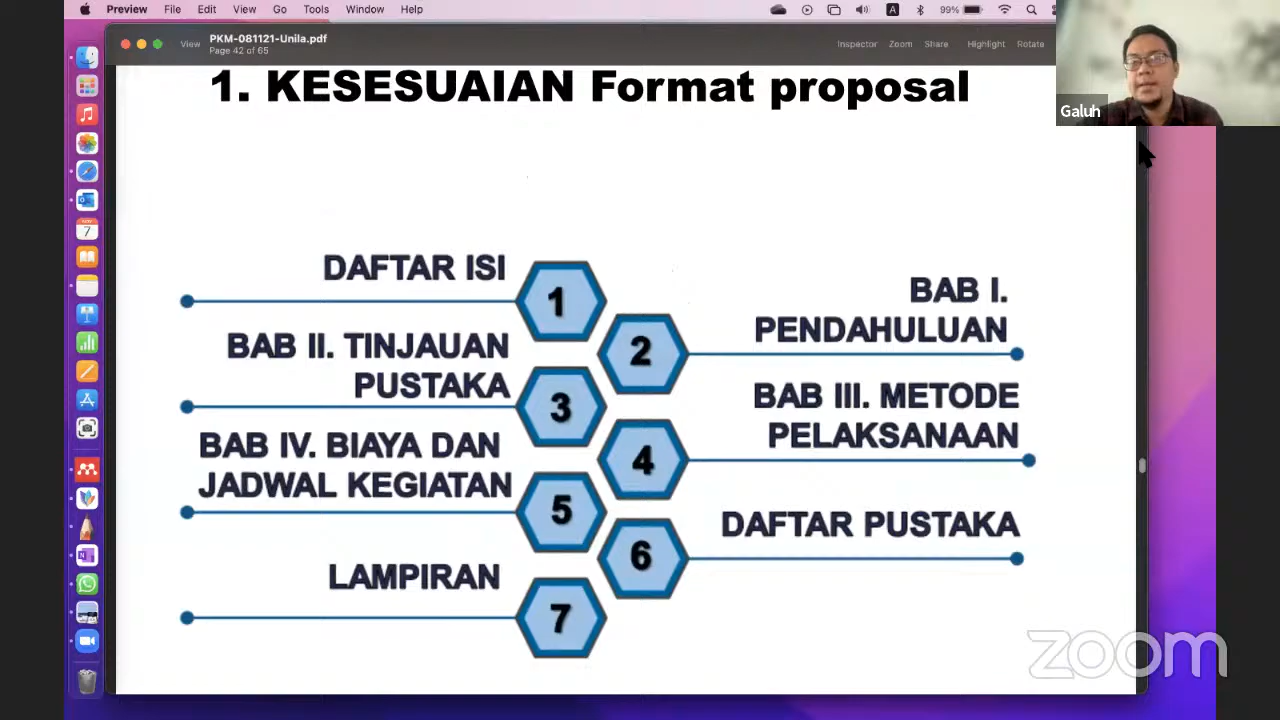 Preview File Edit View Go Tools Window Help
99%
View PKM-081121-Unila.pdf
Page 42 of 65
Inspector Zoom Share Highlight Rotate
Galuh
1. KESESUAIAN Format proposal
DAFTAR ISI
1
BAB I.
PENDAHULUAN
2
BAB II. TINJAUAN
PUSTAKA
3
BAB III. METODE
PELAKSANAAN
4
BAB IV. BIAYA DAN
JADWAL KEGIATAN
5
DAFTAR PUSTAKA
6
LAMPIRAN
7
zoom